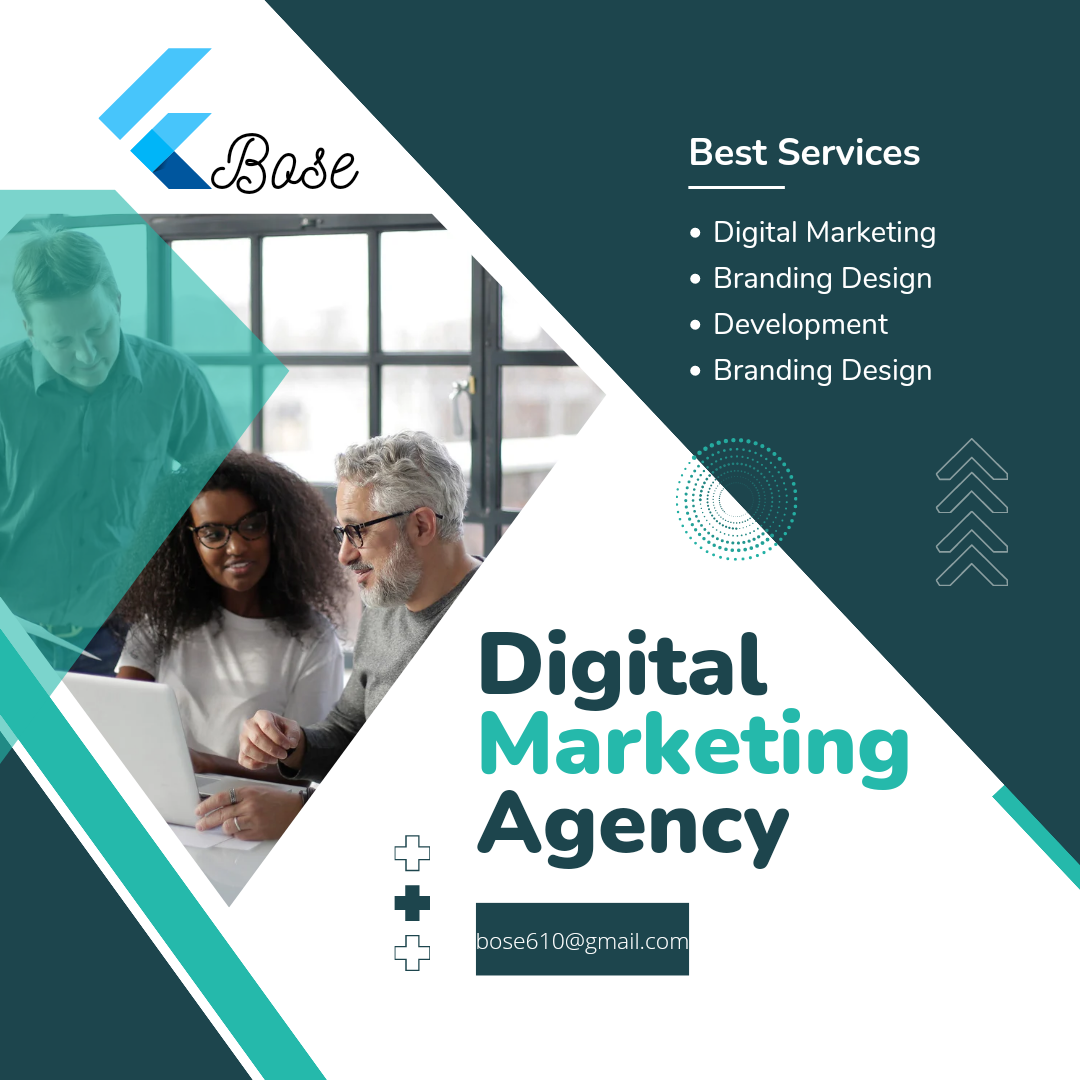 Bose
Best Services
• Digital Marketing
• Branding Design
• Development
• Branding Design
Digital
Marketing
Agency
bose610@gmail.com